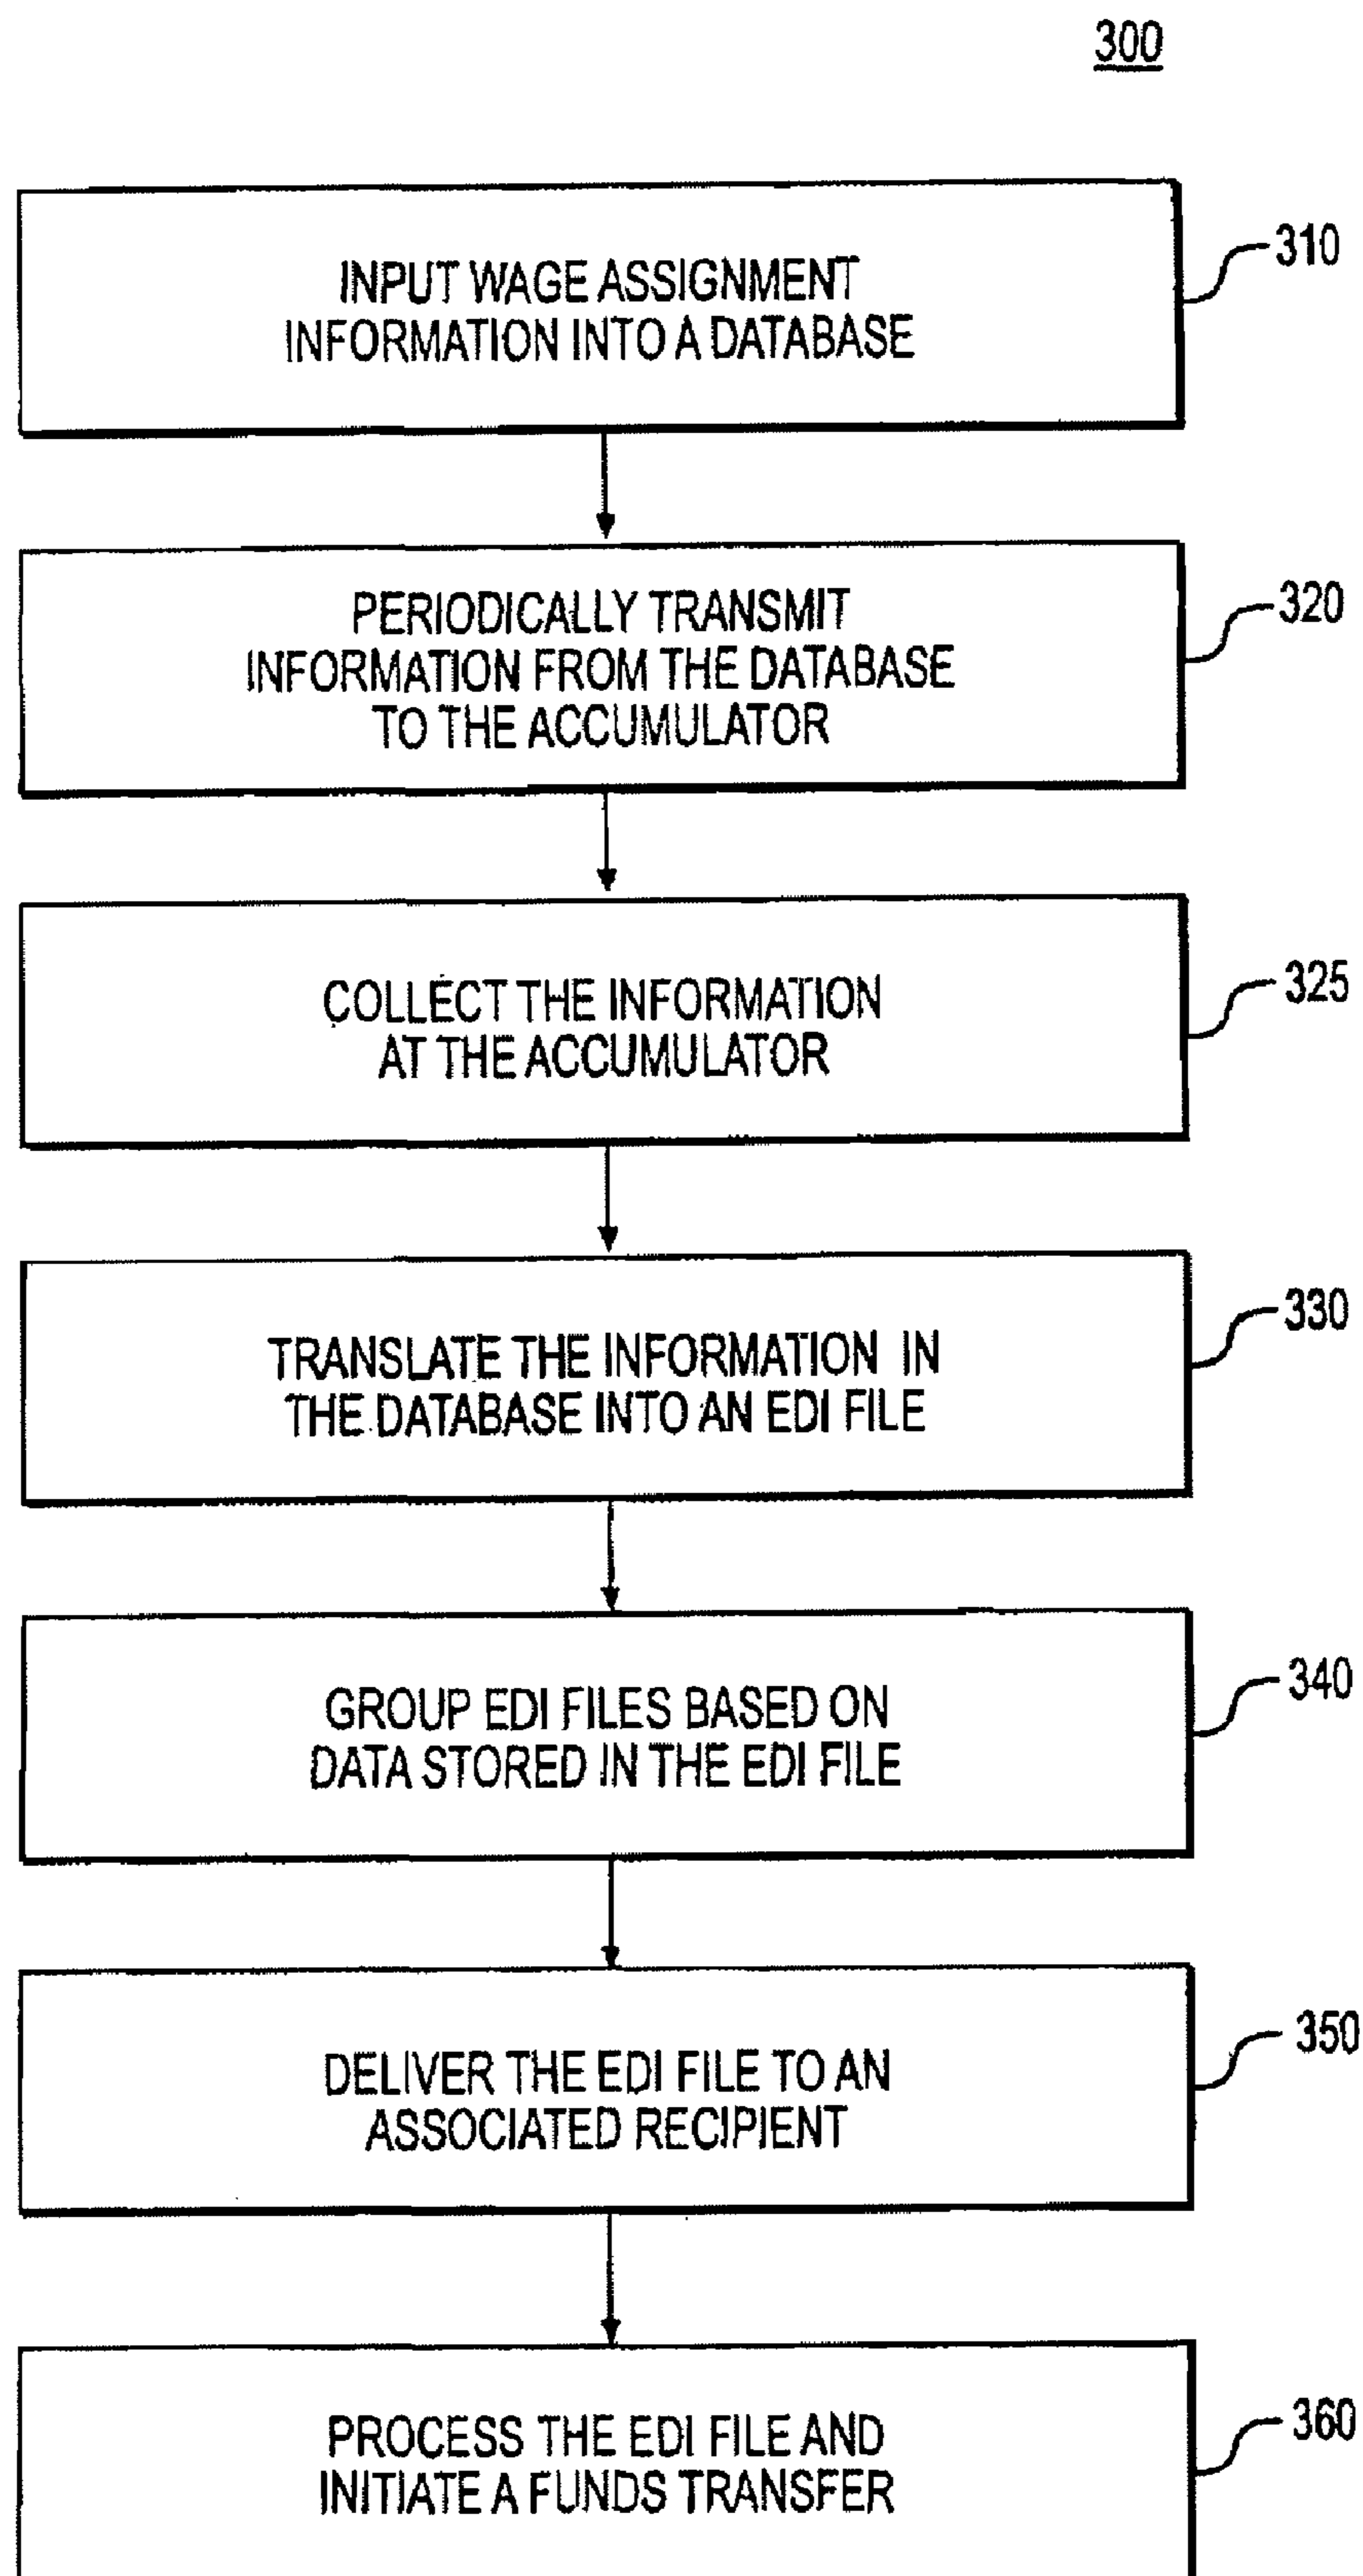 300
INPUT WAGE ASSIGNMENT
INFORMATION INTO A DATABASE
310
PERIODICALLY TRANSMIT
INFORMATION FROM THE DATABASE
TO THE ACCUMULATOR
320
COLLECT THE INFORMATION
AT THE ACCUMULATOR
325
TRANSLATE THE INFORMATION IN
THE DATABASE INTO AN EDI FILE
330
GROUP EDI FILES BASED ON
DATA STORED IN THE EDI FILE
340
DELIVER THE EDI FILE TO AN
ASSOCIATED RECIPIENT
350
PROCESS THE EDI FILE AND
INITIATE A FUNDS TRANSFER
360